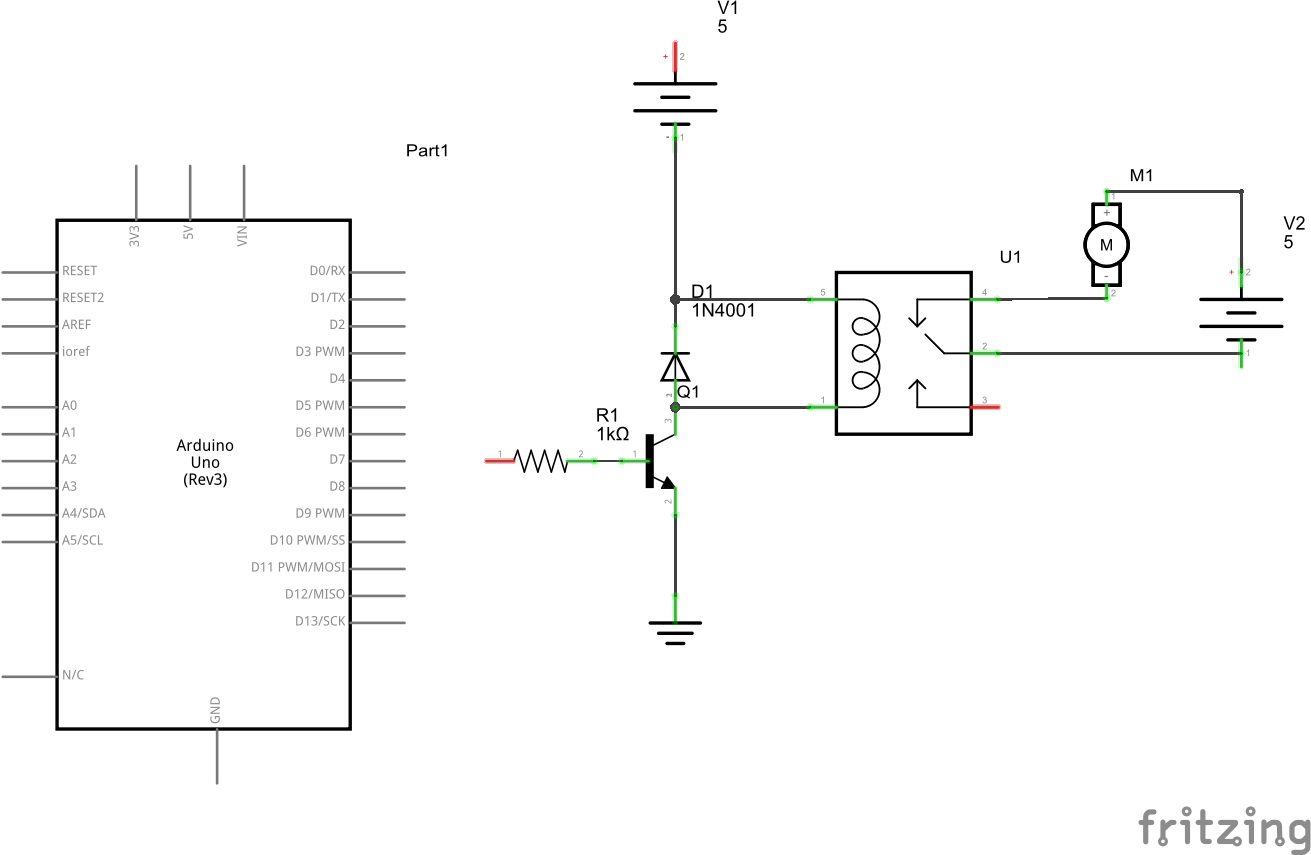 V1
5
+ 2
- 1
Part1
3V3
5V
VIN
RESET
RESET2
AREF
ioref
A0
A1
A2
A3
A4/SDA
A5/SCL
N/C
Arduino
Uno
(Rev3)
D0/RX
D1/TX
D2
D3 PWM
D4
D5 PWM
D6 PWM
D7
D8
D9 PWM
D10 PWM/SS
D11 PWM/MOSI
D12/MISO
D13/SCK
GND
D1
1N4001
Q1
3
1
2
R1
1kΩ
1
2
U1
5
1
4
2
3
M1
1
+
M
-
2
V2
5
+ 2
1
fritzing